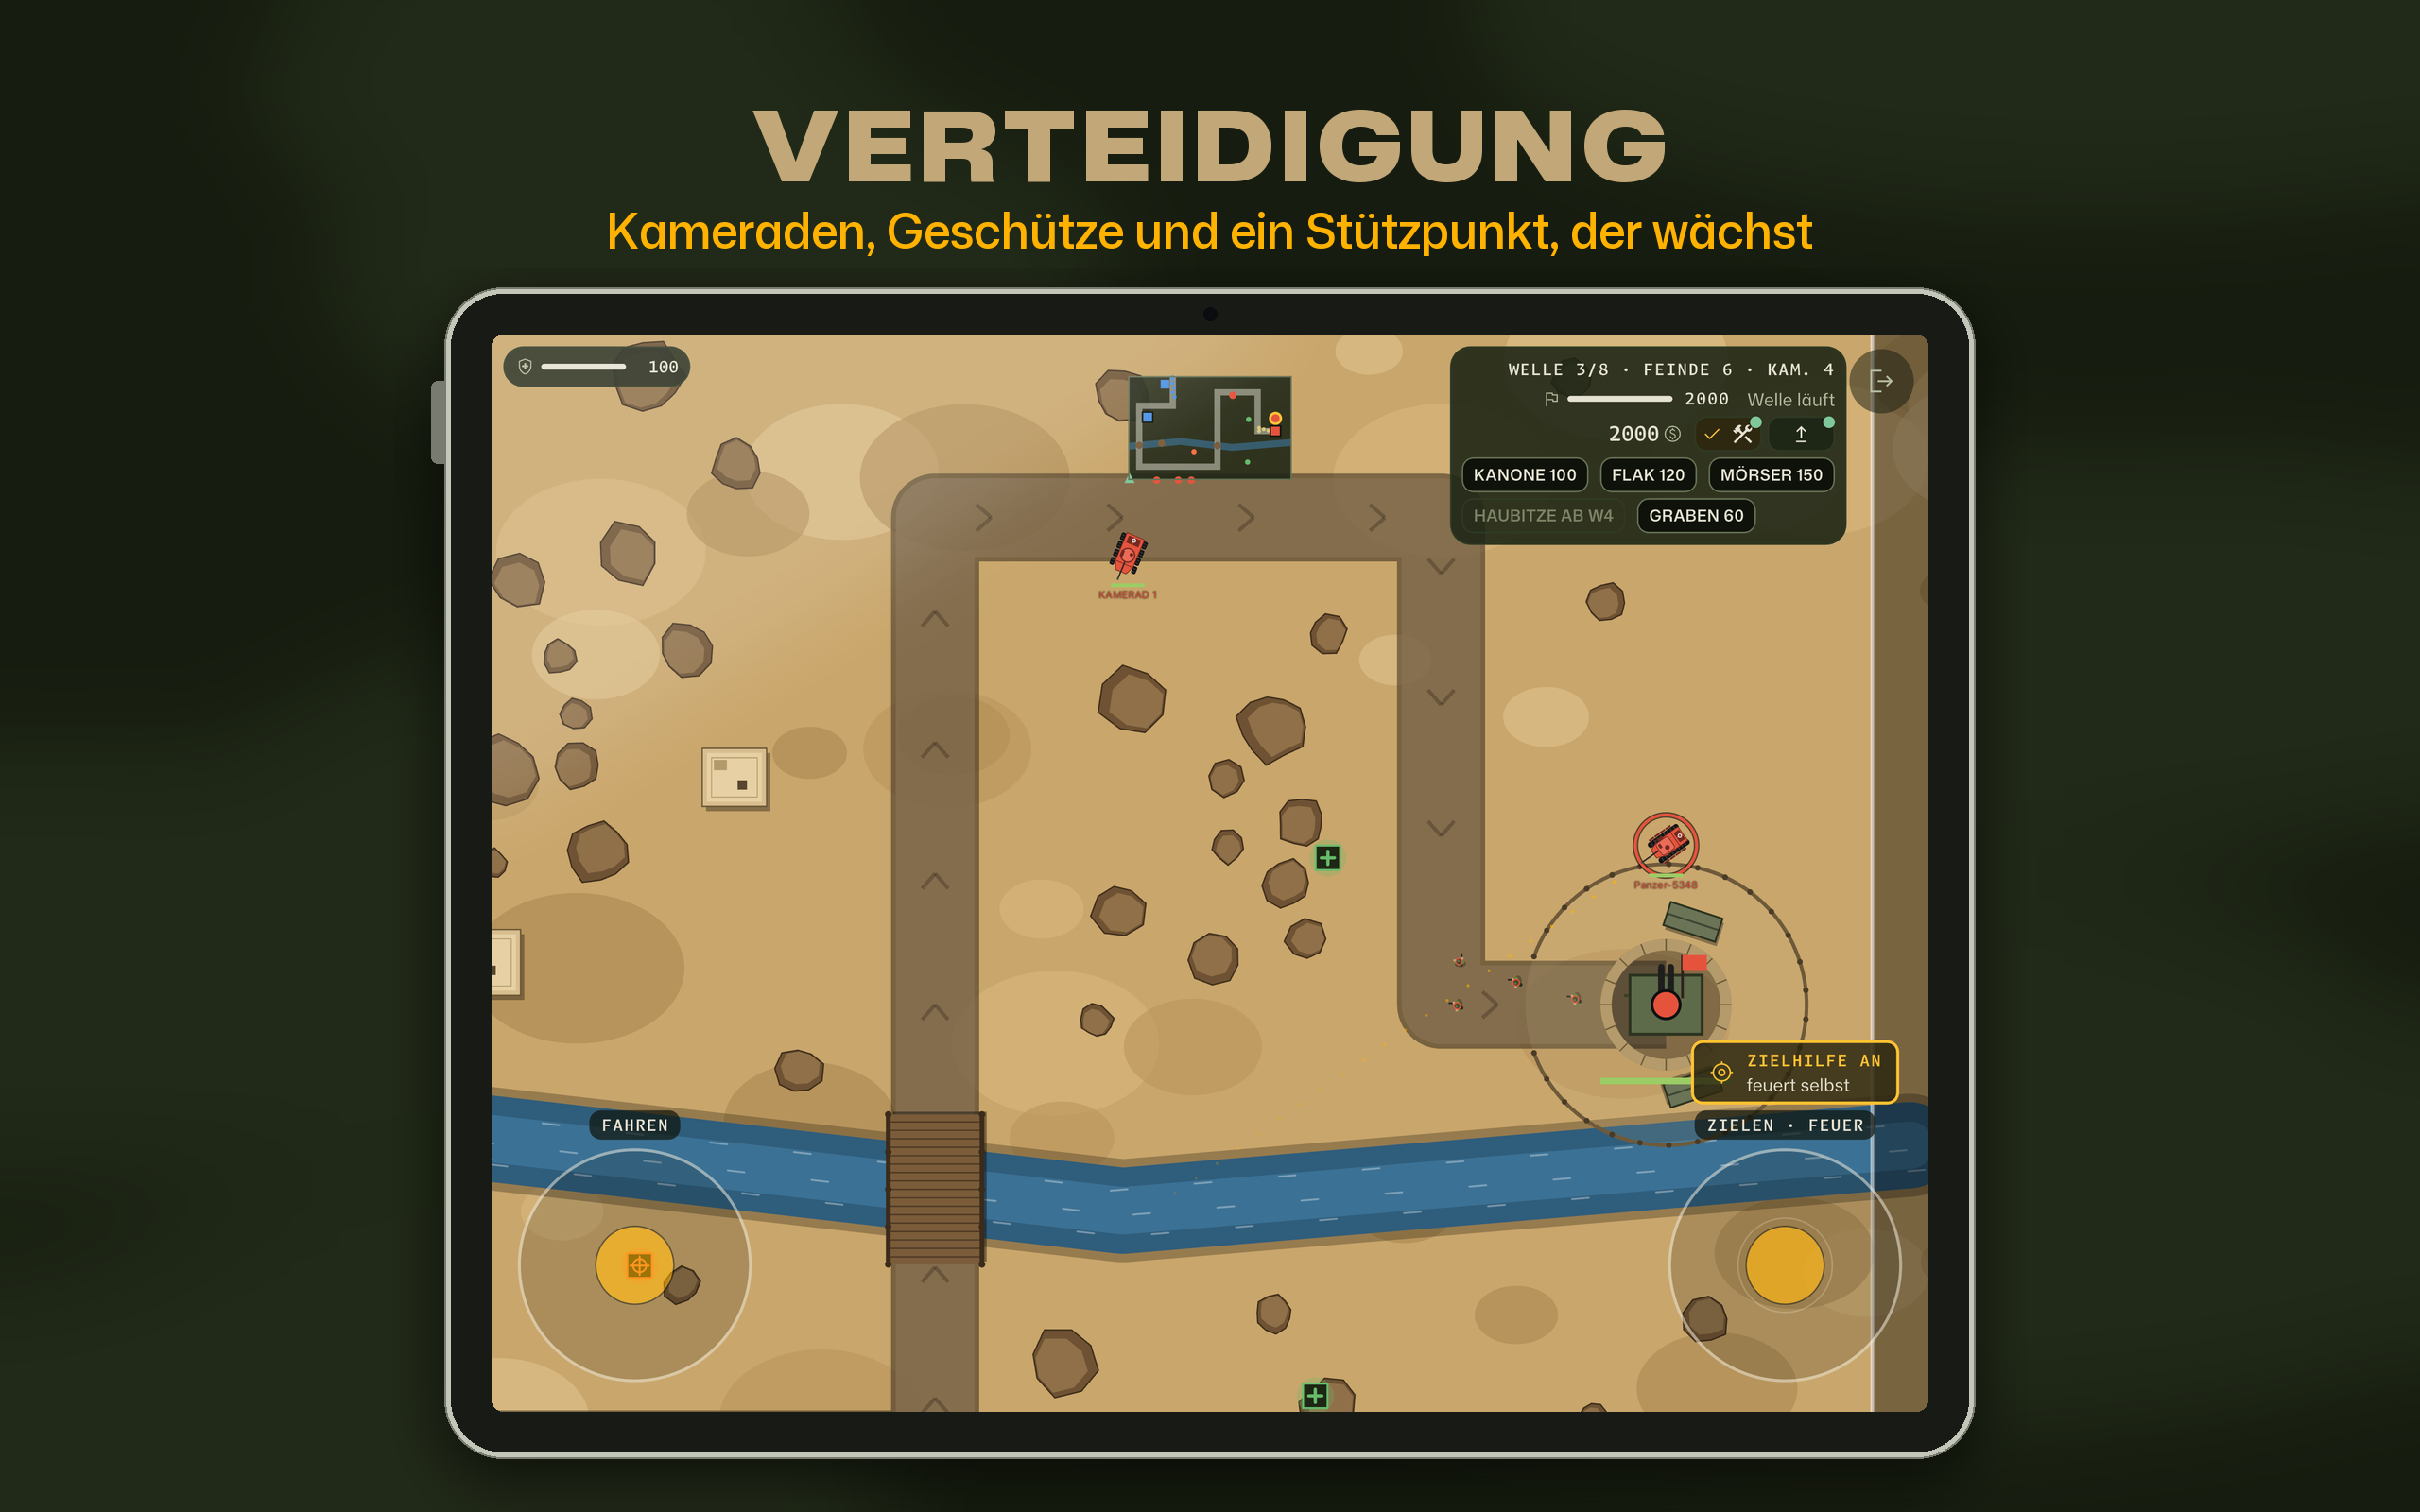 VERTEIDIGUNG
Kameraden, Geschütze und ein Stützpunkt, der wächst
100
WELLE 3/8 · FEINDE 6 · KAM. 4
2000 Welle läuft
2000
KANONE 100 FLAK 120 MÖRSER 150
HAUBITZE AB W4 GRABEN 60
KAMERAD 1
Panzer-5348
ZIELHILFE AN
feuert selbst
FAHREN
ZIELEN · FEUER